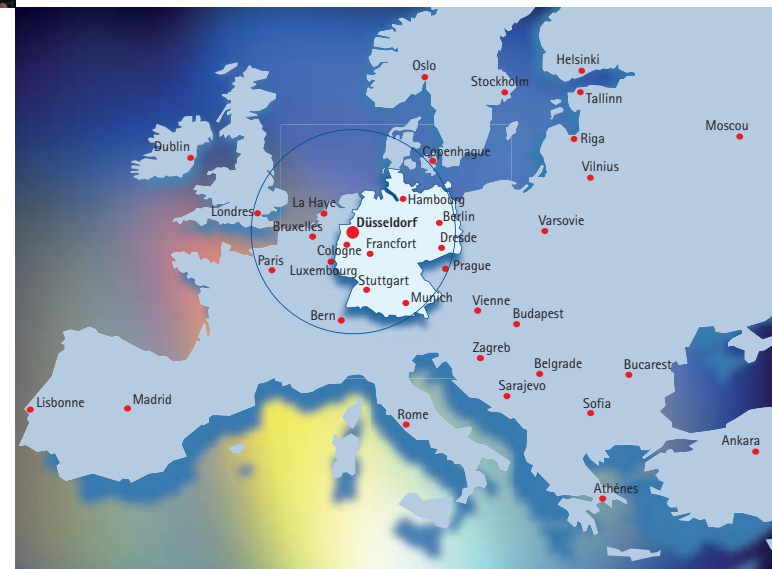 Oslo
Helsinki
Stockholm
Tallinn
Moscou
Riga
Dublin
Copenhague
Vilnius
La Haye
Hambourg
Londres
Berlin
Bruxelles
Düsseldorf
Varsovie
Cologne
Francfort
Dresde
Paris
Luxembourg
Prague
Stuttgart
Munich
Vienne
Bern
Budapest
Zagreb
Belgrade
Bucarest
Sarajevo
Lisbonne
Madrid
Rome
Sofia
Ankara
Athénes